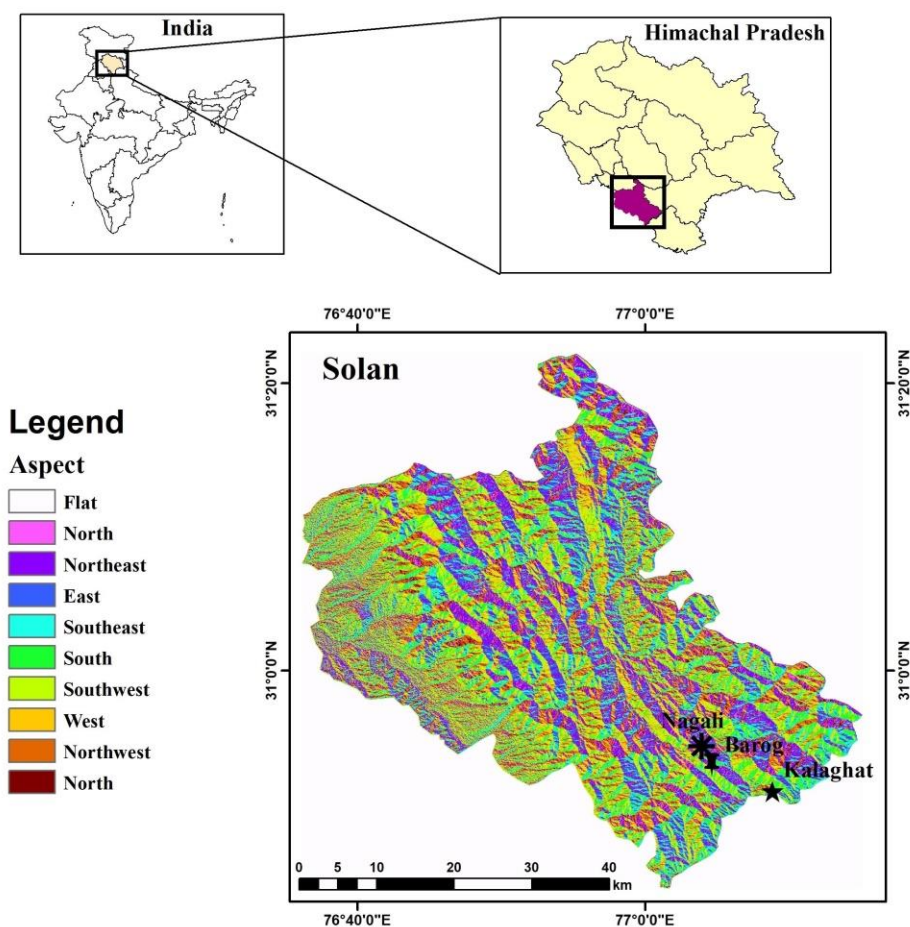 India
Himachal Pradesh
76°40'0"E
77°0'0"E
Solan
31°20'0"N
31°20'0"N
Legend
Aspect
Flat
North
Northeast
East
Southeast
South
Southwest
West
Northwest
North
31°0'0"N
31°0'0"N
Nagali
Barog
Kalaghat
0 5 10 20 30 40
km
76°40'0"E
77°0'0"E